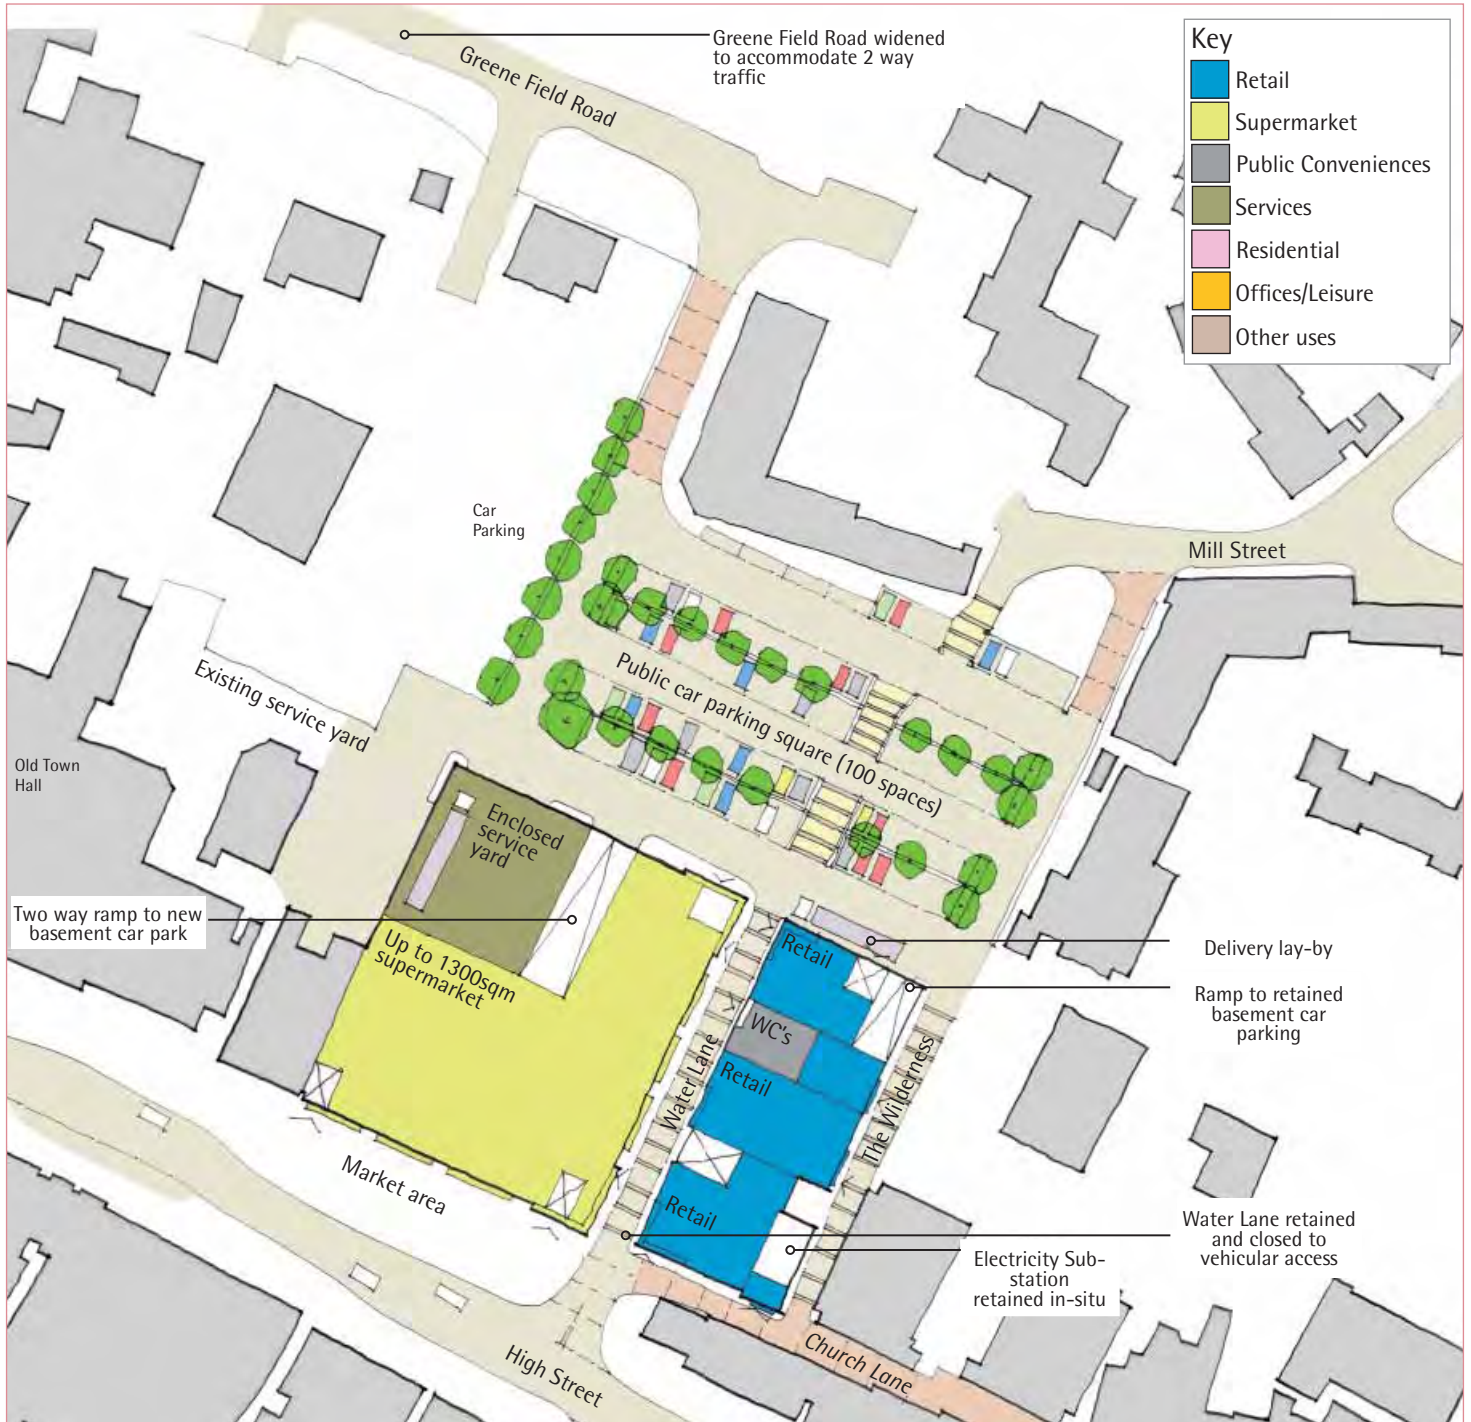 Greene Field Road widened
to accommodate 2 way
traffic
Greene Field Road
Key
Retail
Supermarket
Public Conveniences
Services
Residential
Offices/Leisure
Other uses
Car
Parking
Mill Street
Public car parking square (100 spaces)
Existing service yard
Old Town
Hall
Enclosed
service
yard
Two way ramp to new
basement car park
Up to 1300sqm
supermarket
Retail
WC's
Retail
Retail
Water Lane
The Wilderness
Delivery lay-by
Ramp to retained
basement car
parking
Market area
Water Lane retained
and closed to
vehicular access
Electricity Sub-
station
retained in-situ
Church Lane
High Street